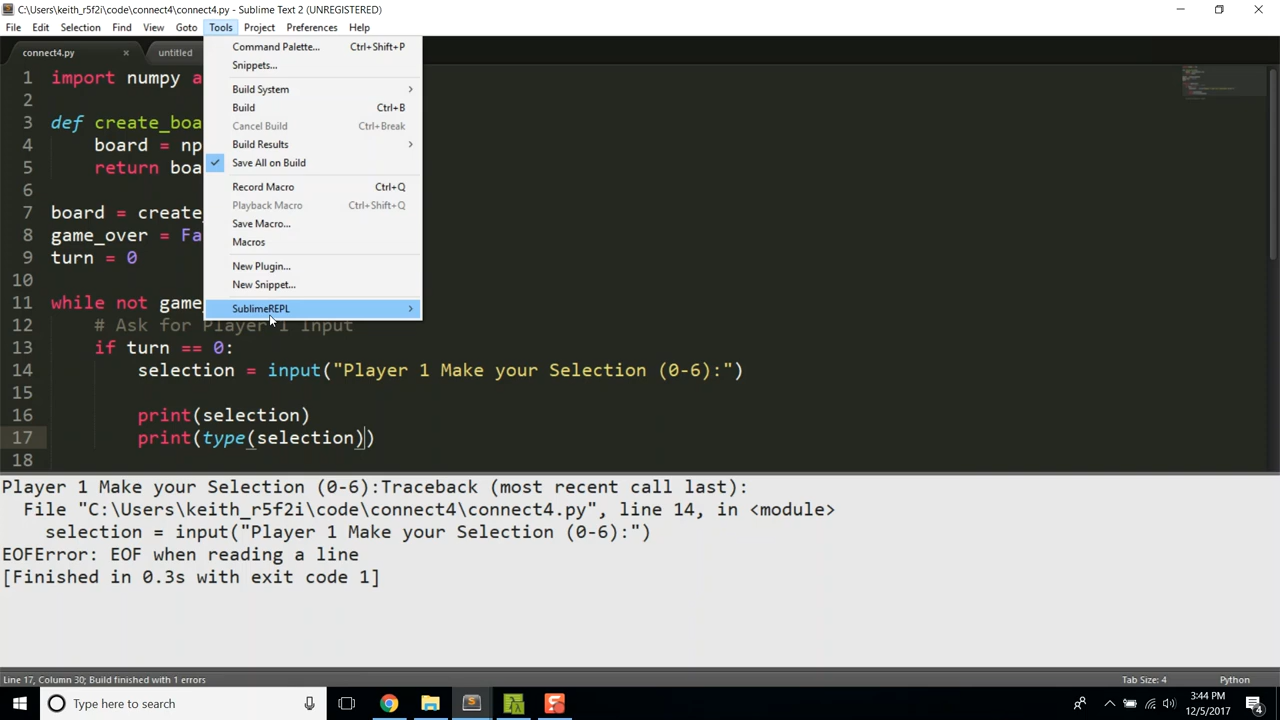 C:\Users\keith_r5f2i\code\connect4\connect4.py - Sublime Text 2 (UNREGISTERED)
File Edit Selection Find View Goto Tools Project Preferences Help
connect4.py × untitled
Command Palette... Ctrl+Shift+P
Snippets...
Build System
Build Ctrl+B
Cancel Build Ctrl+Break
Build Results
Save All on Build
Record Macro Ctrl+Q
Playback Macro Ctrl+Shift+Q
Save Macro...
Macros
New Plugin...
New Snippet...
SublimeREPL
1 import numpy a
2
3 def create_boa
4 board = np
5 return boa
6
7 board = create_
8 game_over = Fa
9 turn = 0
10
11 while not game_
12 # Ask for Player 1 Input
13 if turn == 0:
14 selection = input("Player 1 Make your Selection (0-6):")
15
16 print(selection)
17 print(type(selection))
18
Player 1 Make your Selection (0-6):Traceback (most recent call last):
File "C:\Users\keith_r5f2i\code\connect4\connect4.py", line 14, in <module>
selection = input("Player 1 Make your Selection (0-6):")
EOFError: EOF when reading a line
[Finished in 0.3s with exit code 1]
Line 17, Column 30; Build finished with 1 errors Tab Size: 4 Python
Type here to search
3:44 PM
12/5/2017
4